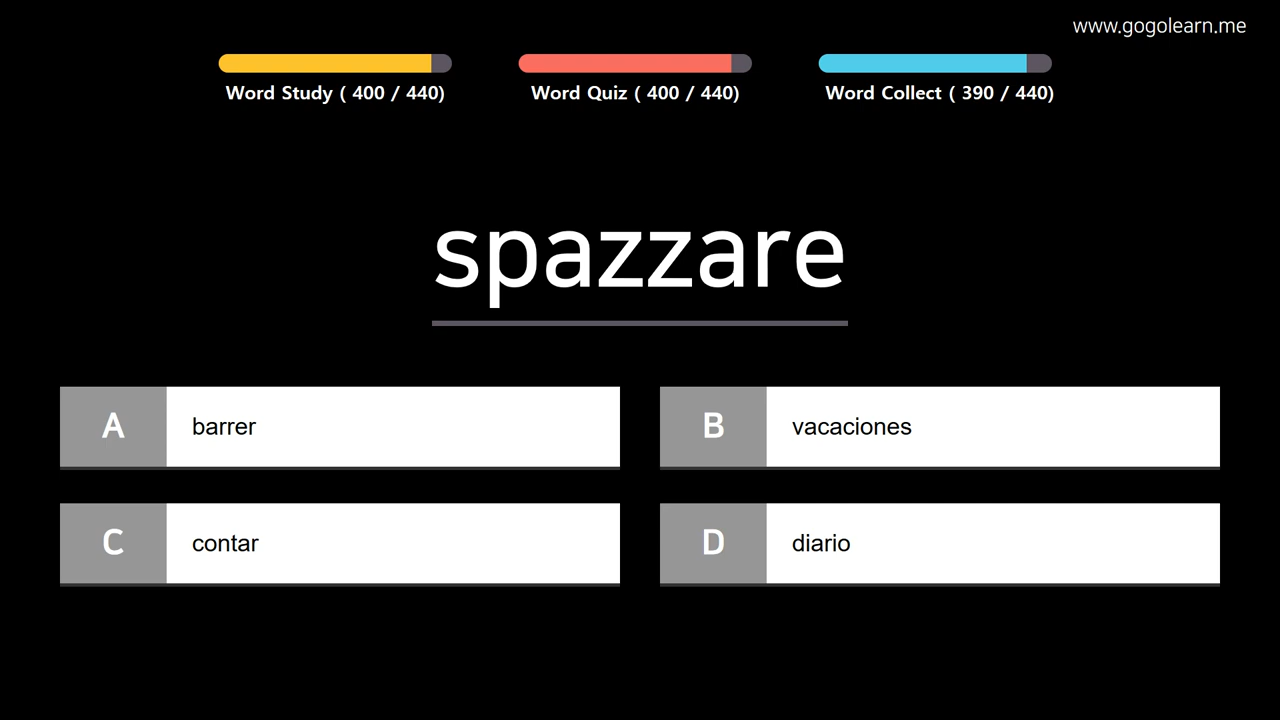 www.gogolearn.me
Word Study ( 400 / 440)
Word Quiz ( 400 / 440)
Word Collect ( 390 / 440)
spazzare
A barrer
B vacaciones
C contar
D diario